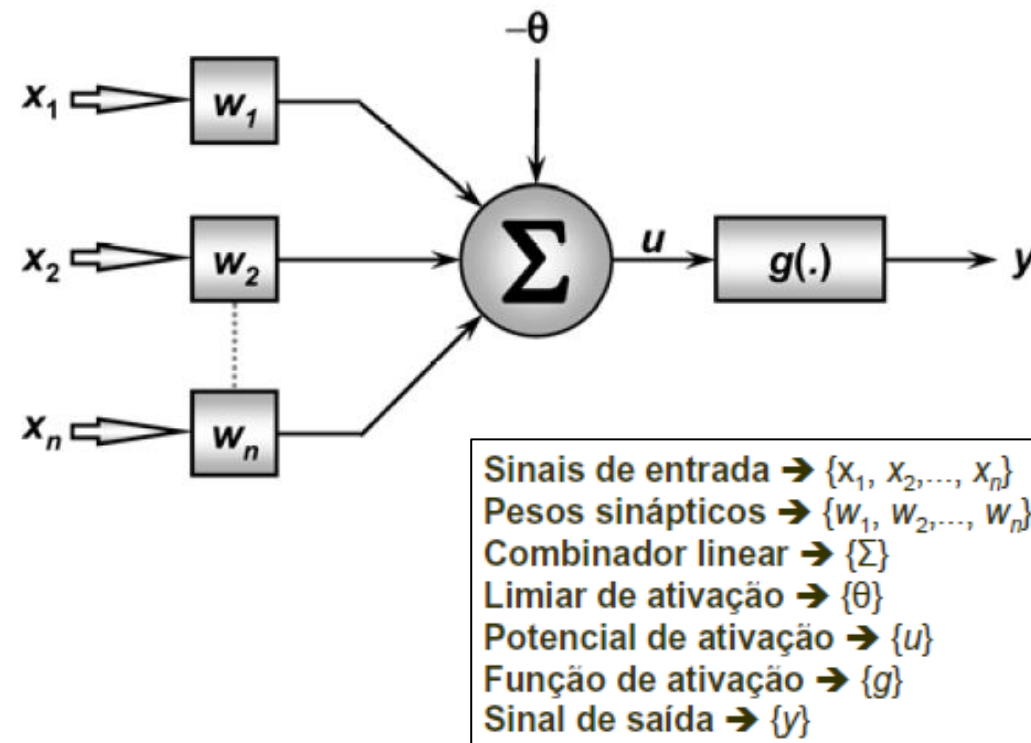 −θ
x₁ w₁
x₂ w₂ Σ u g(.) y
xₙ wₙ
Sinais de entrada ➔ {x₁, x₂,..., xₙ}
Pesos sinápticos ➔ {w₁, w₂,..., wₙ}
Combinador linear ➔ {Σ}
Limiar de ativação ➔ {θ}
Potencial de ativação ➔ {u}
Função de ativação ➔ {g}
Sinal de saída ➔ {y}